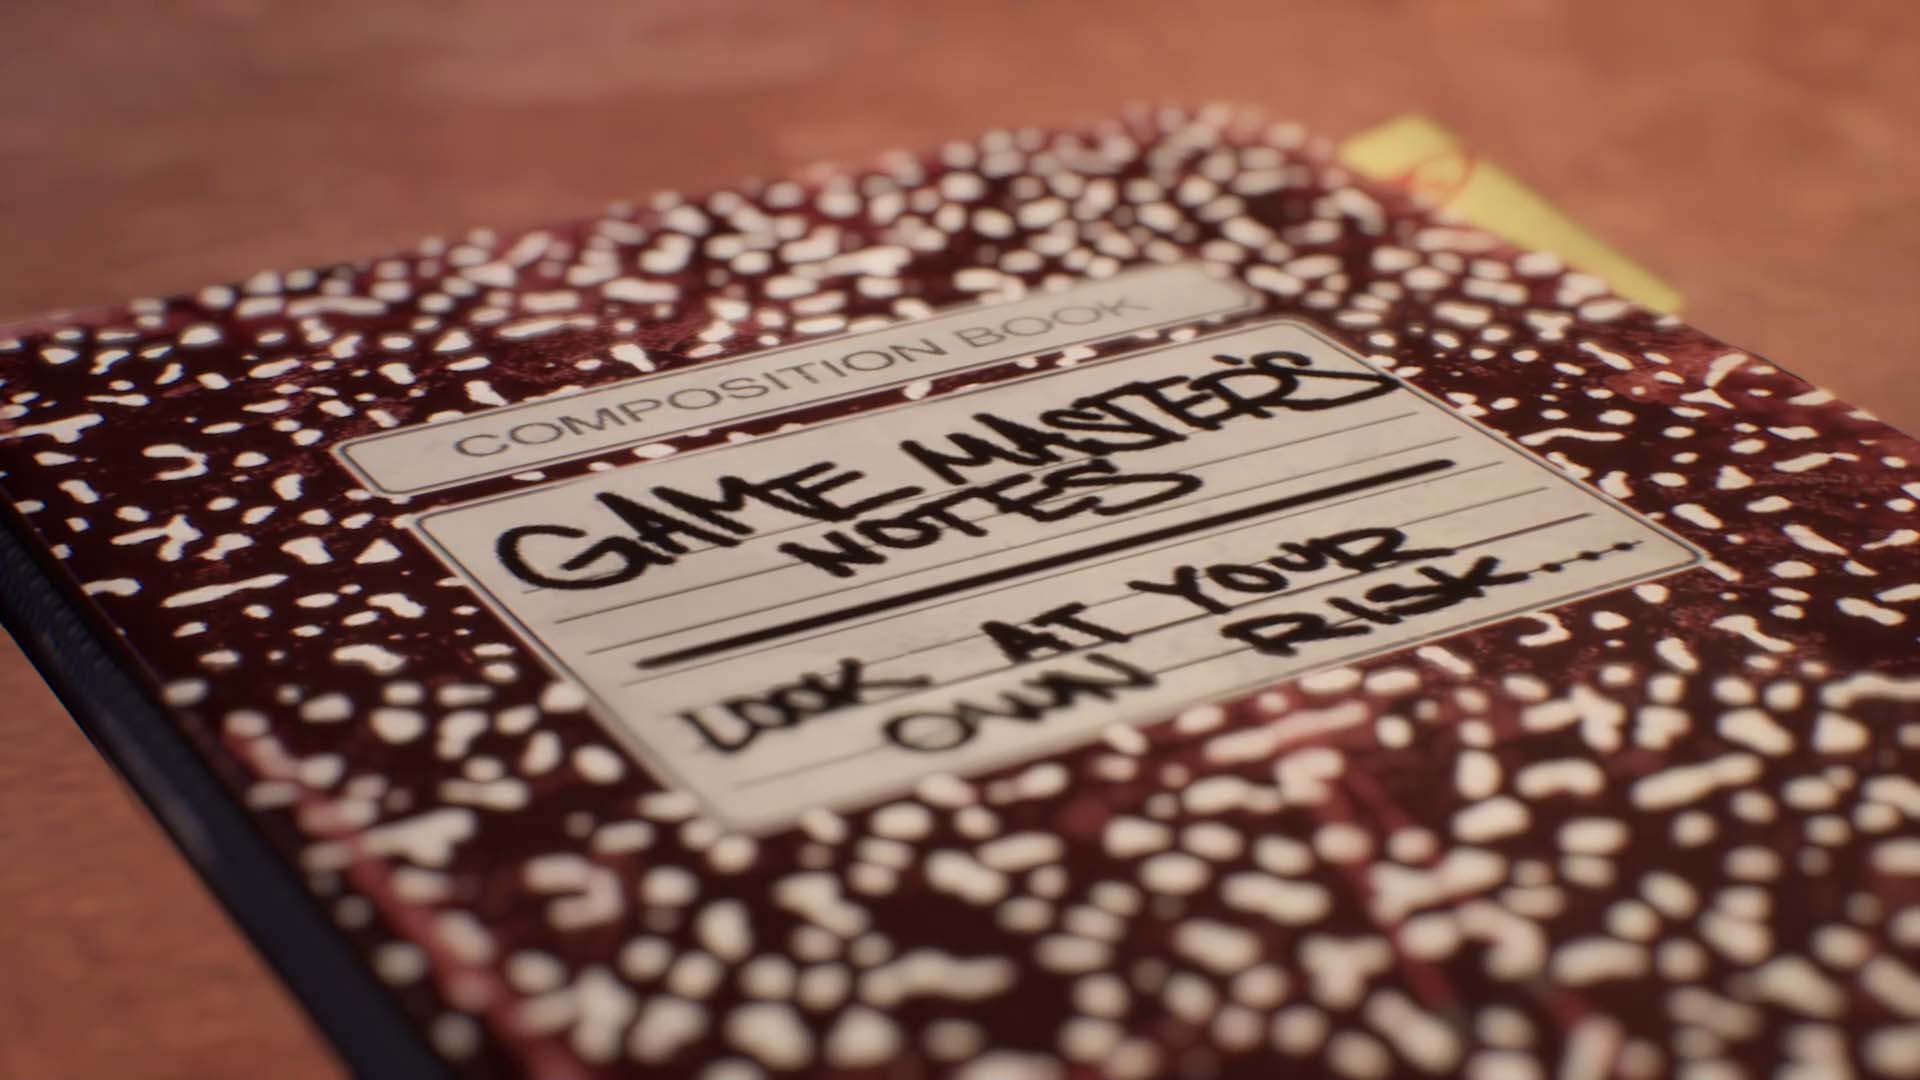 COMPOSITION BOOK
GAME MASTER'S
NOTES
LOOK AT YOUR
OWN RISK.....